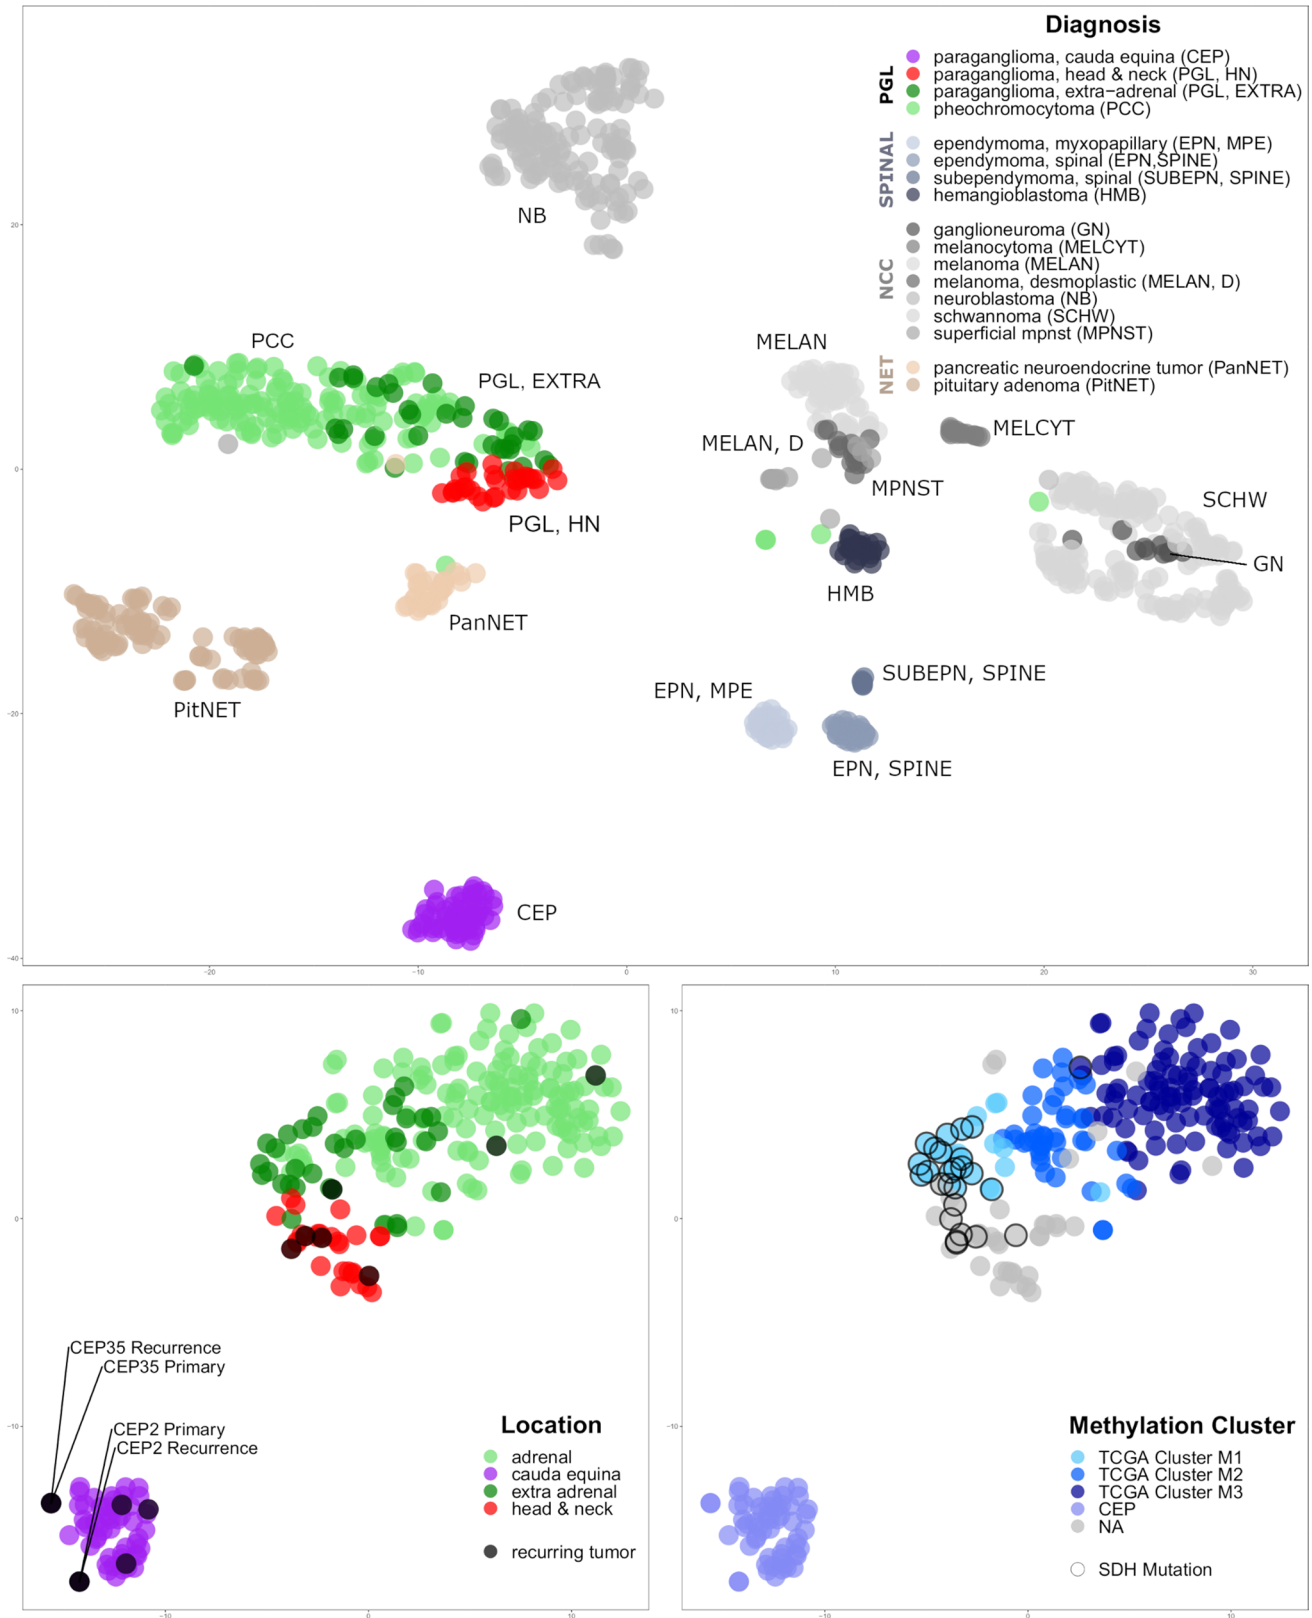 Diagnosis
PGL
paraganglioma, cauda equina (CEP)
paraganglioma, head & neck (PGL, HN)
paraganglioma, extra−adrenal (PGL, EXTRA)
pheochromocytoma (PCC)
SPINAL
ependymoma, myxopapillary (EPN, MPE)
ependymoma, spinal (EPN,SPINE)
subependymoma, spinal (SUBEPN, SPINE)
hemangioblastoma (HMB)
NCC
ganglioneuroma (GN)
melanocytoma (MELCYT)
melanoma (MELAN)
melanoma, desmoplastic (MELAN, D)
neuroblastoma (NB)
schwannoma (SCHW)
superficial mpnst (MPNST)
NET
pancreatic neuroendocrine tumor (PanNET)
pituitary adenoma (PitNET)
NB
PCC
MELAN
PGL, EXTRA
MELCYT
MELAN, D
MPNST
SCHW
PGL, HN
GN
HMB
PanNET
SUBEPN, SPINE
EPN, MPE
PitNET
EPN, SPINE
CEP
20
0
−20
−40
−20
−10
0
10
20
30
10
0
−10
CEP35 Recurrence
CEP35 Primary
CEP2 Primary
CEP2 Recurrence
Location
adrenal
cauda equina
extra adrenal
head & neck
recurring tumor
−10
0
10
10
0
−10
Methylation Cluster
TCGA Cluster M1
TCGA Cluster M2
TCGA Cluster M3
CEP
NA
SDH Mutation
−10
0
10